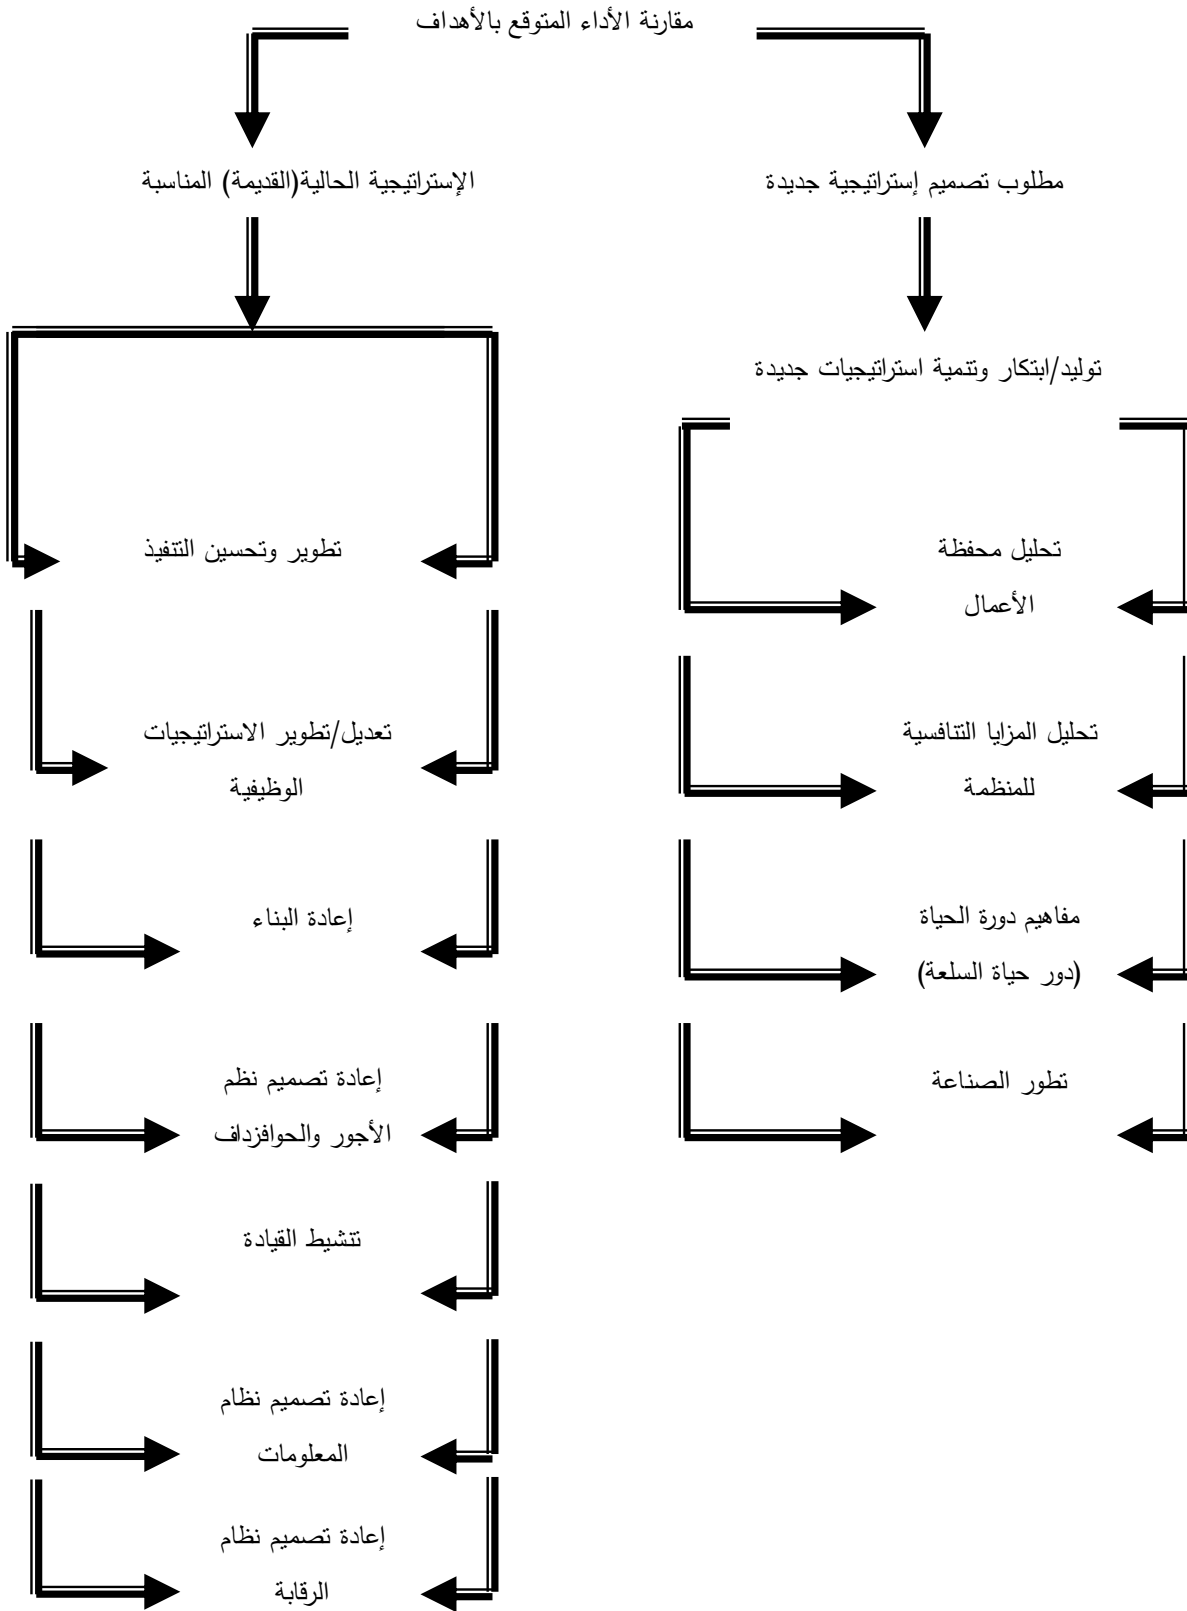 مقارنة الأداء المتوقع بالأهداف
مطلوب تصميم إستراتيجية جديدة
الإستراتيجية الحالية(القديمة) المناسبة
توليد/ابتكار وتنمية استراتيجيات جديدة
تحليل محفظة
الأعمال
تحليل المزايا التنافسية
للمنظمة
مفاهيم دورة الحياة
(دور حياة السلعة)
تطور الصناعة
تطوير وتحسين التنفيذ
تعديل/تطوير الاستراتيجيات
الوظيفية
إعادة البناء
إعادة تصميم نظم
الأجور والحوافزداف
تنشيط القيادة
إعادة تصميم نظام
المعلومات
إعادة تصميم نظام
الرقابة